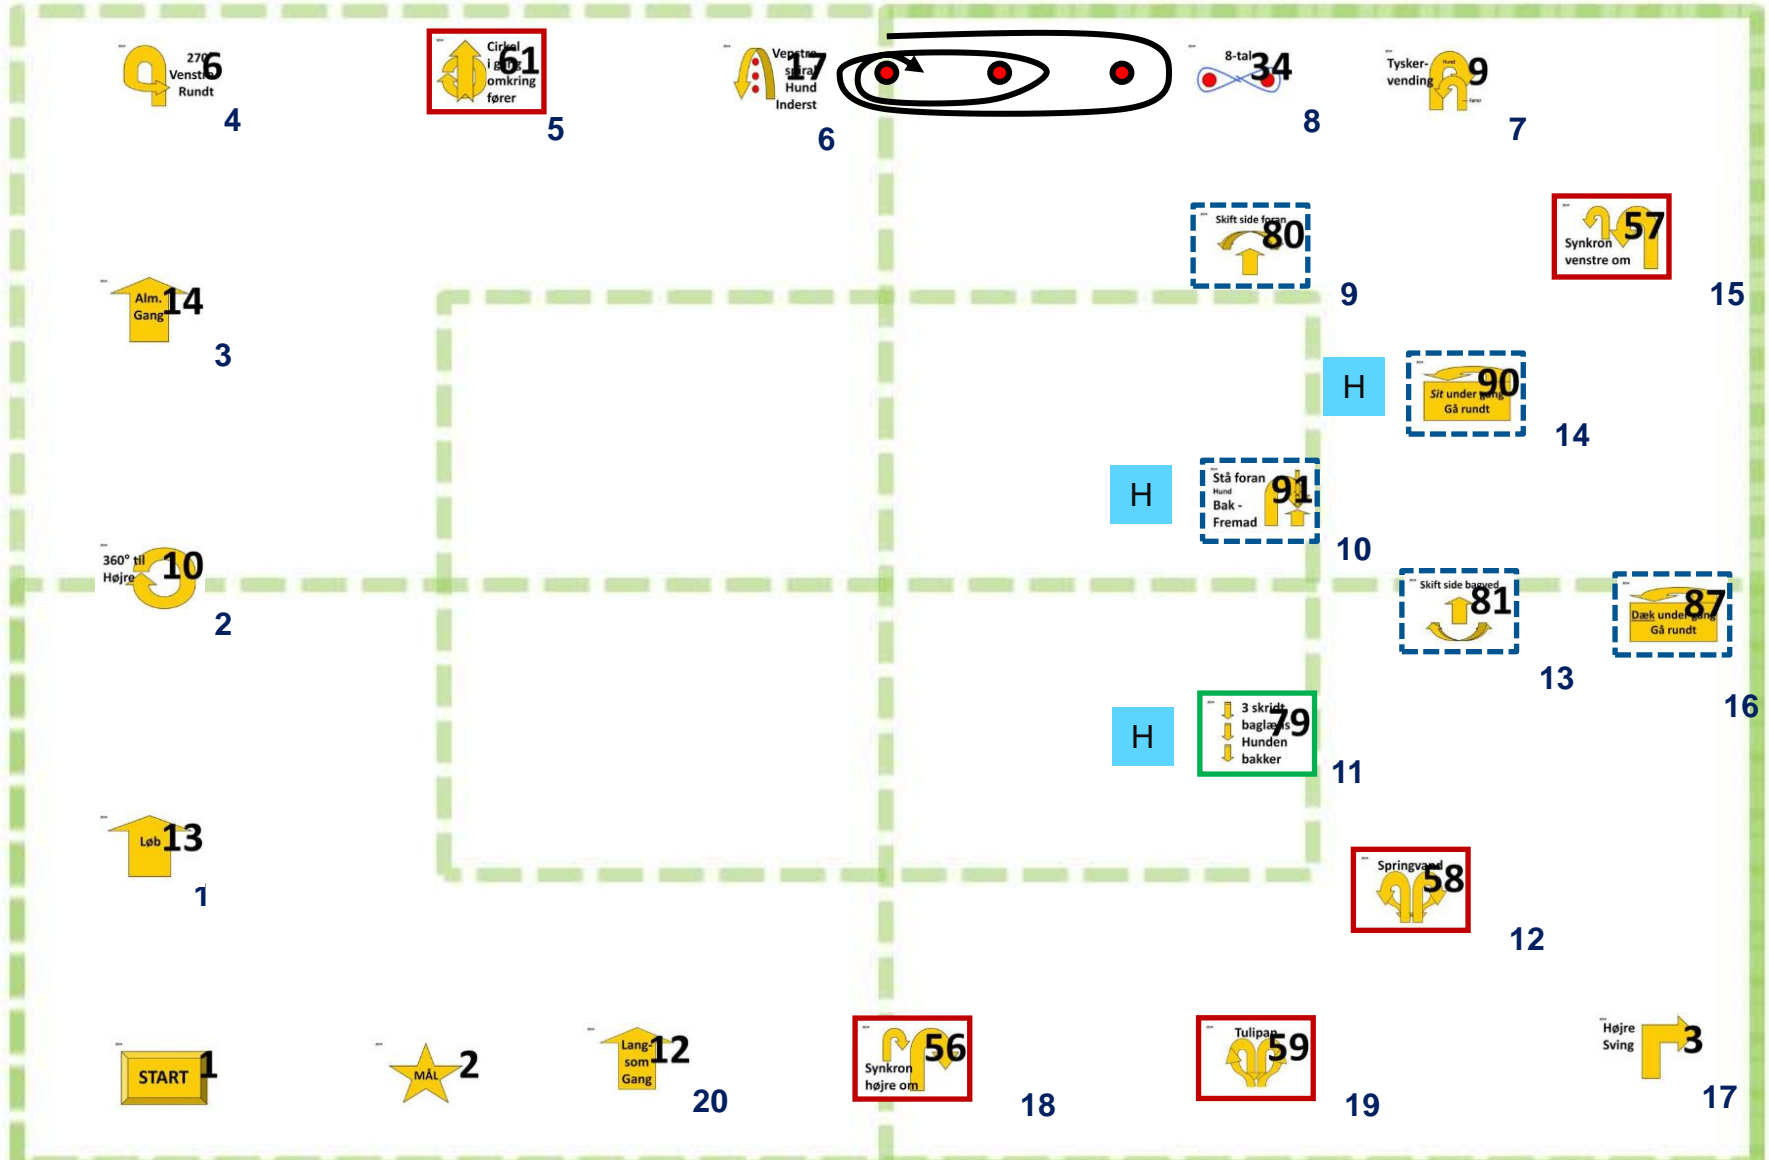 270°
Venstre
Rundt
6
4
Cirkel
i gang
omkring
fører
61
5
Venstre
spiral
Hund
Inderst
17
6
8-tal
34
8
Tysker-
vending
Hund
Fører
9
7
Skift side foran
80
9
Synkron
venstre om
57
15
Alm.
Gang
14
3
H
Sit under gang
Gå rundt
90
14
H
Stå foran
Hund
Bak -
Fremad
91
10
360° til
Højre
10
2
Skift side bagved
81
13
Dæk under gang
Gå rundt
87
16
H
3 skridt
baglæns
Hunden
bakker
79
11
Løb
13
1
Springvand
58
12
START
1
MÅL
2
Lang-
som
Gang
12
20
Synkron
højre om
56
18
Tulipan
59
19
Højre
Sving
3
17